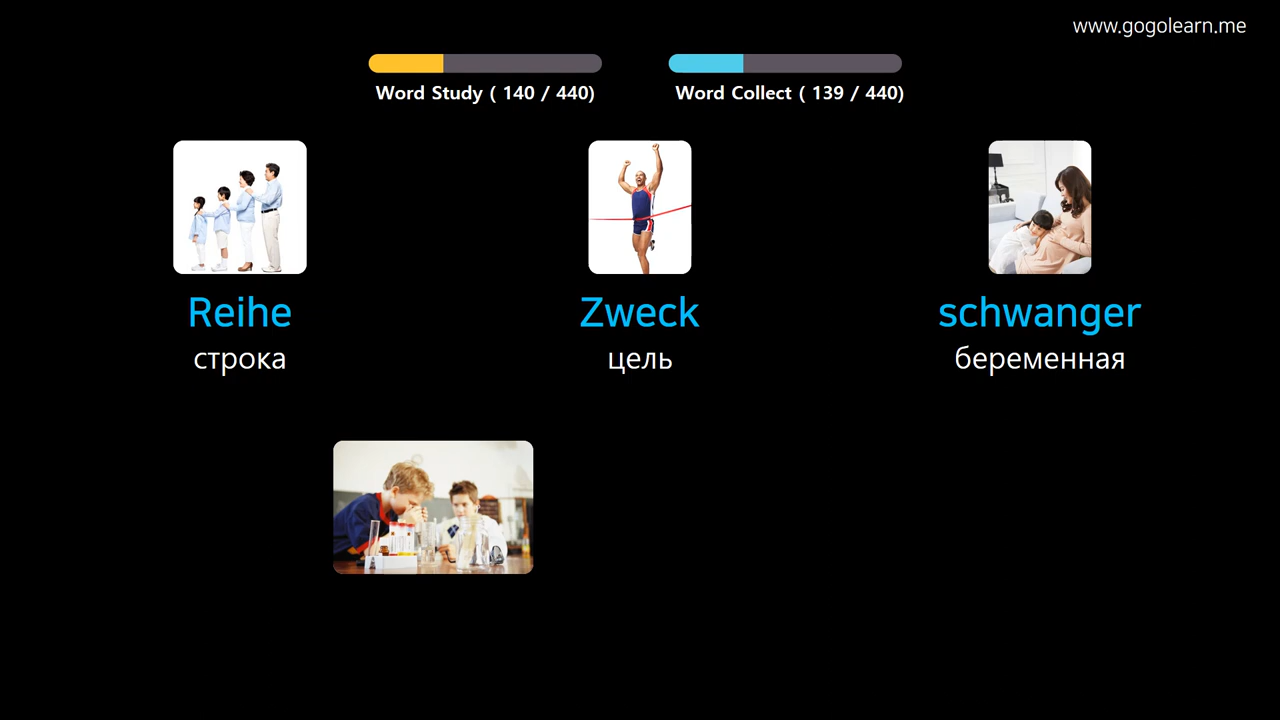 www.gogolearn.me
Word Study ( 140 / 440)
Word Collect ( 139 / 440)
Reihe
Zweck
schwanger
строка
цель
беременная